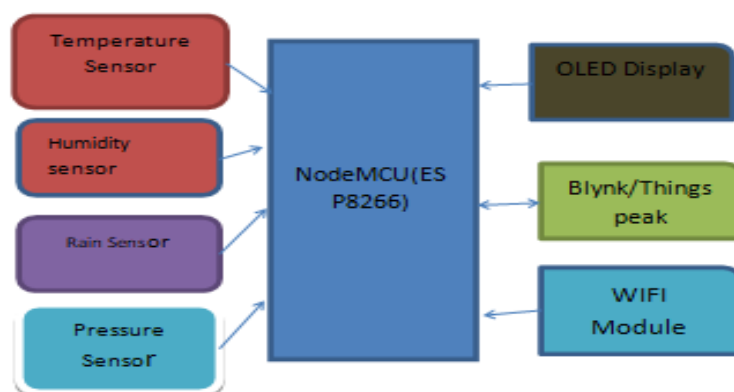 Temperature
Sensor
Humidity
sensor
Rain Sensor
Pressure
Sensor
NodeMCU(ES
P8266)
OLED Display
Blynk/Things
peak
WIFI
Module